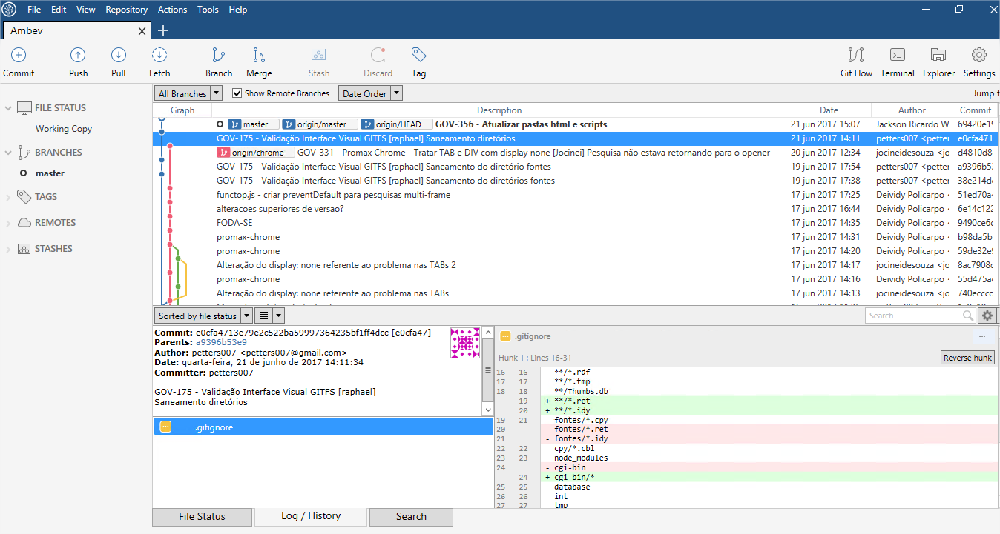 File Edit View Repository Actions Tools Help
Ambev
Commit Push Pull Fetch Branch Merge Stash Discard Tag Git Flow Terminal Explorer Settings
All Branches Show Remote Branches Date Order Jump t
FILE STATUS
Working Copy
BRANCHES
master
TAGS
REMOTES
STASHES
Graph Description Date Author Commit
master origin/master origin/HEAD GOV-356 - Atualizar pastas html e scripts 21 jun 2017 15:07 Jackson Ricardo W 69420e19
GOV-175 - Validação Interface Visual GITFS [raphael] Saneamento diretórios 21 jun 2017 14:11 petters007 <petter e0cfa471
origin/chrome GOV-331 - Promax Chrome - Tratar TAB e DIV com display none [Jocinei] Pesquisa não estava retornando para o opener 20 jun 2017 12:34 jocineidesouza <jo d4810d8
GOV-175 - Validação Interface Visual GITFS [raphael] Saneamento do diretório fontes 19 jun 2017 17:54 petters007 <petter a9396b53
GOV-175 - Validação Interface Visual GITFS [raphael] Saneamento do diretórios fontes 19 jun 2017 17:38 petters007 <petter 38e214d
functop.js - criar preventDefault para pesquisas multi-frame 17 jun 2017 17:25 Deividy Policarpo 51ed70a4
alteracoes superiores de versao? 17 jun 2017 16:44 Deividy Policarpo 6e14c122
FODA-SE 17 jun 2017 14:35 Deividy Policarpo 9490ce6
promax-chrome 17 jun 2017 14:31 Deividy Policarpo b98da5b
promax-chrome 17 jun 2017 14:20 Deividy Policarpo 59de32e9
Alteração do display: none referente ao problema nas TABs 2 17 jun 2017 14:17 jocineidesouza <jo 8ac7908
promax-chrome 17 jun 2017 14:16 Deividy Policarpo 55d475a
Alteração do display: none referente ao problema nas TABs 17 jun 2017 14:13 jocineidesouza <jo 740ecccd
Sorted by file status Search
Commit: e0cfa4713e79e2c522ba59997364235bf1ff4dcc [e0cfa47]
Parents: a9396b53e9
Author: petters007 <petters007@gmail.com>
Date: quarta-feira, 21 de junho de 2017 14:11:34
Committer: petters007
GOV-175 - Validação Interface Visual GITFS [raphael]
Saneamento diretórios
.gitignore
.gitignore
Hunk 1 : Lines 16-31 Reverse hunk
16 16 **/*.rdf
17 17 **/*.tmp
18 18 **/Thumbs.db
19 + **/*.ret
20 + **/*.idy
19 21 fontes/*.cpy
20 - fontes/*.ret
21 - fontes/*.idy
22 22 cpy/*.cbl
23 23 node_modules
24 - cgi-bin
24 + cgi-bin/*
25 25 database
26 26 int
27 27 tmp
File Status Log / History Search